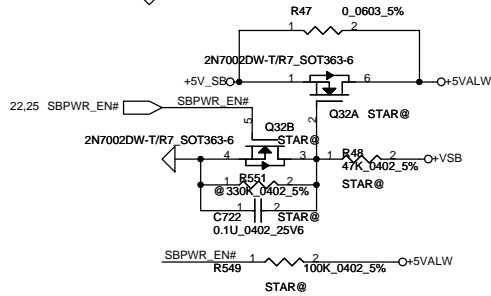 R47 0_0603_5%
1 2
2N7002DW-T/R7_SOT363-6
+5V_SB 1 6 +5VALW
22,25 SBPWR_EN# SBPWR_EN#
Q32A STAR@
5 2
Q32B
2N7002DW-T/R7_SOT363-6 STAR@
4 3 1 R48 2 +VSB
47K_0402_5%
R551
1 2 STAR@
@ 330K_0402_5%
C722 1 2 STAR@
0.1U_0402_25V6
SBPWR_EN# 1 2 +5VALW
R549 100K_0402_5%
STAR@